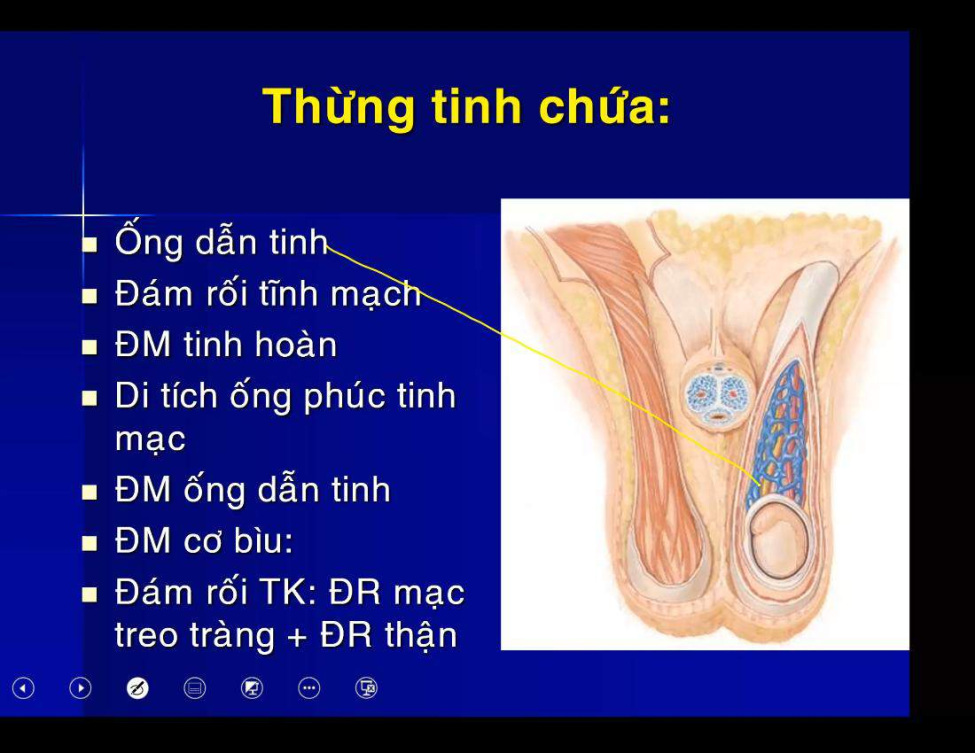 Thừng tinh chứa:
Ống dẫn tinh
Đám rối tĩnh mạch
ĐM tinh hoàn
Di tích ống phúc tinh
mạc
ĐM ống dẫn tinh
ĐM cơ bìu:
Đám rối TK: ĐR mạc
treo tràng + ĐR thận